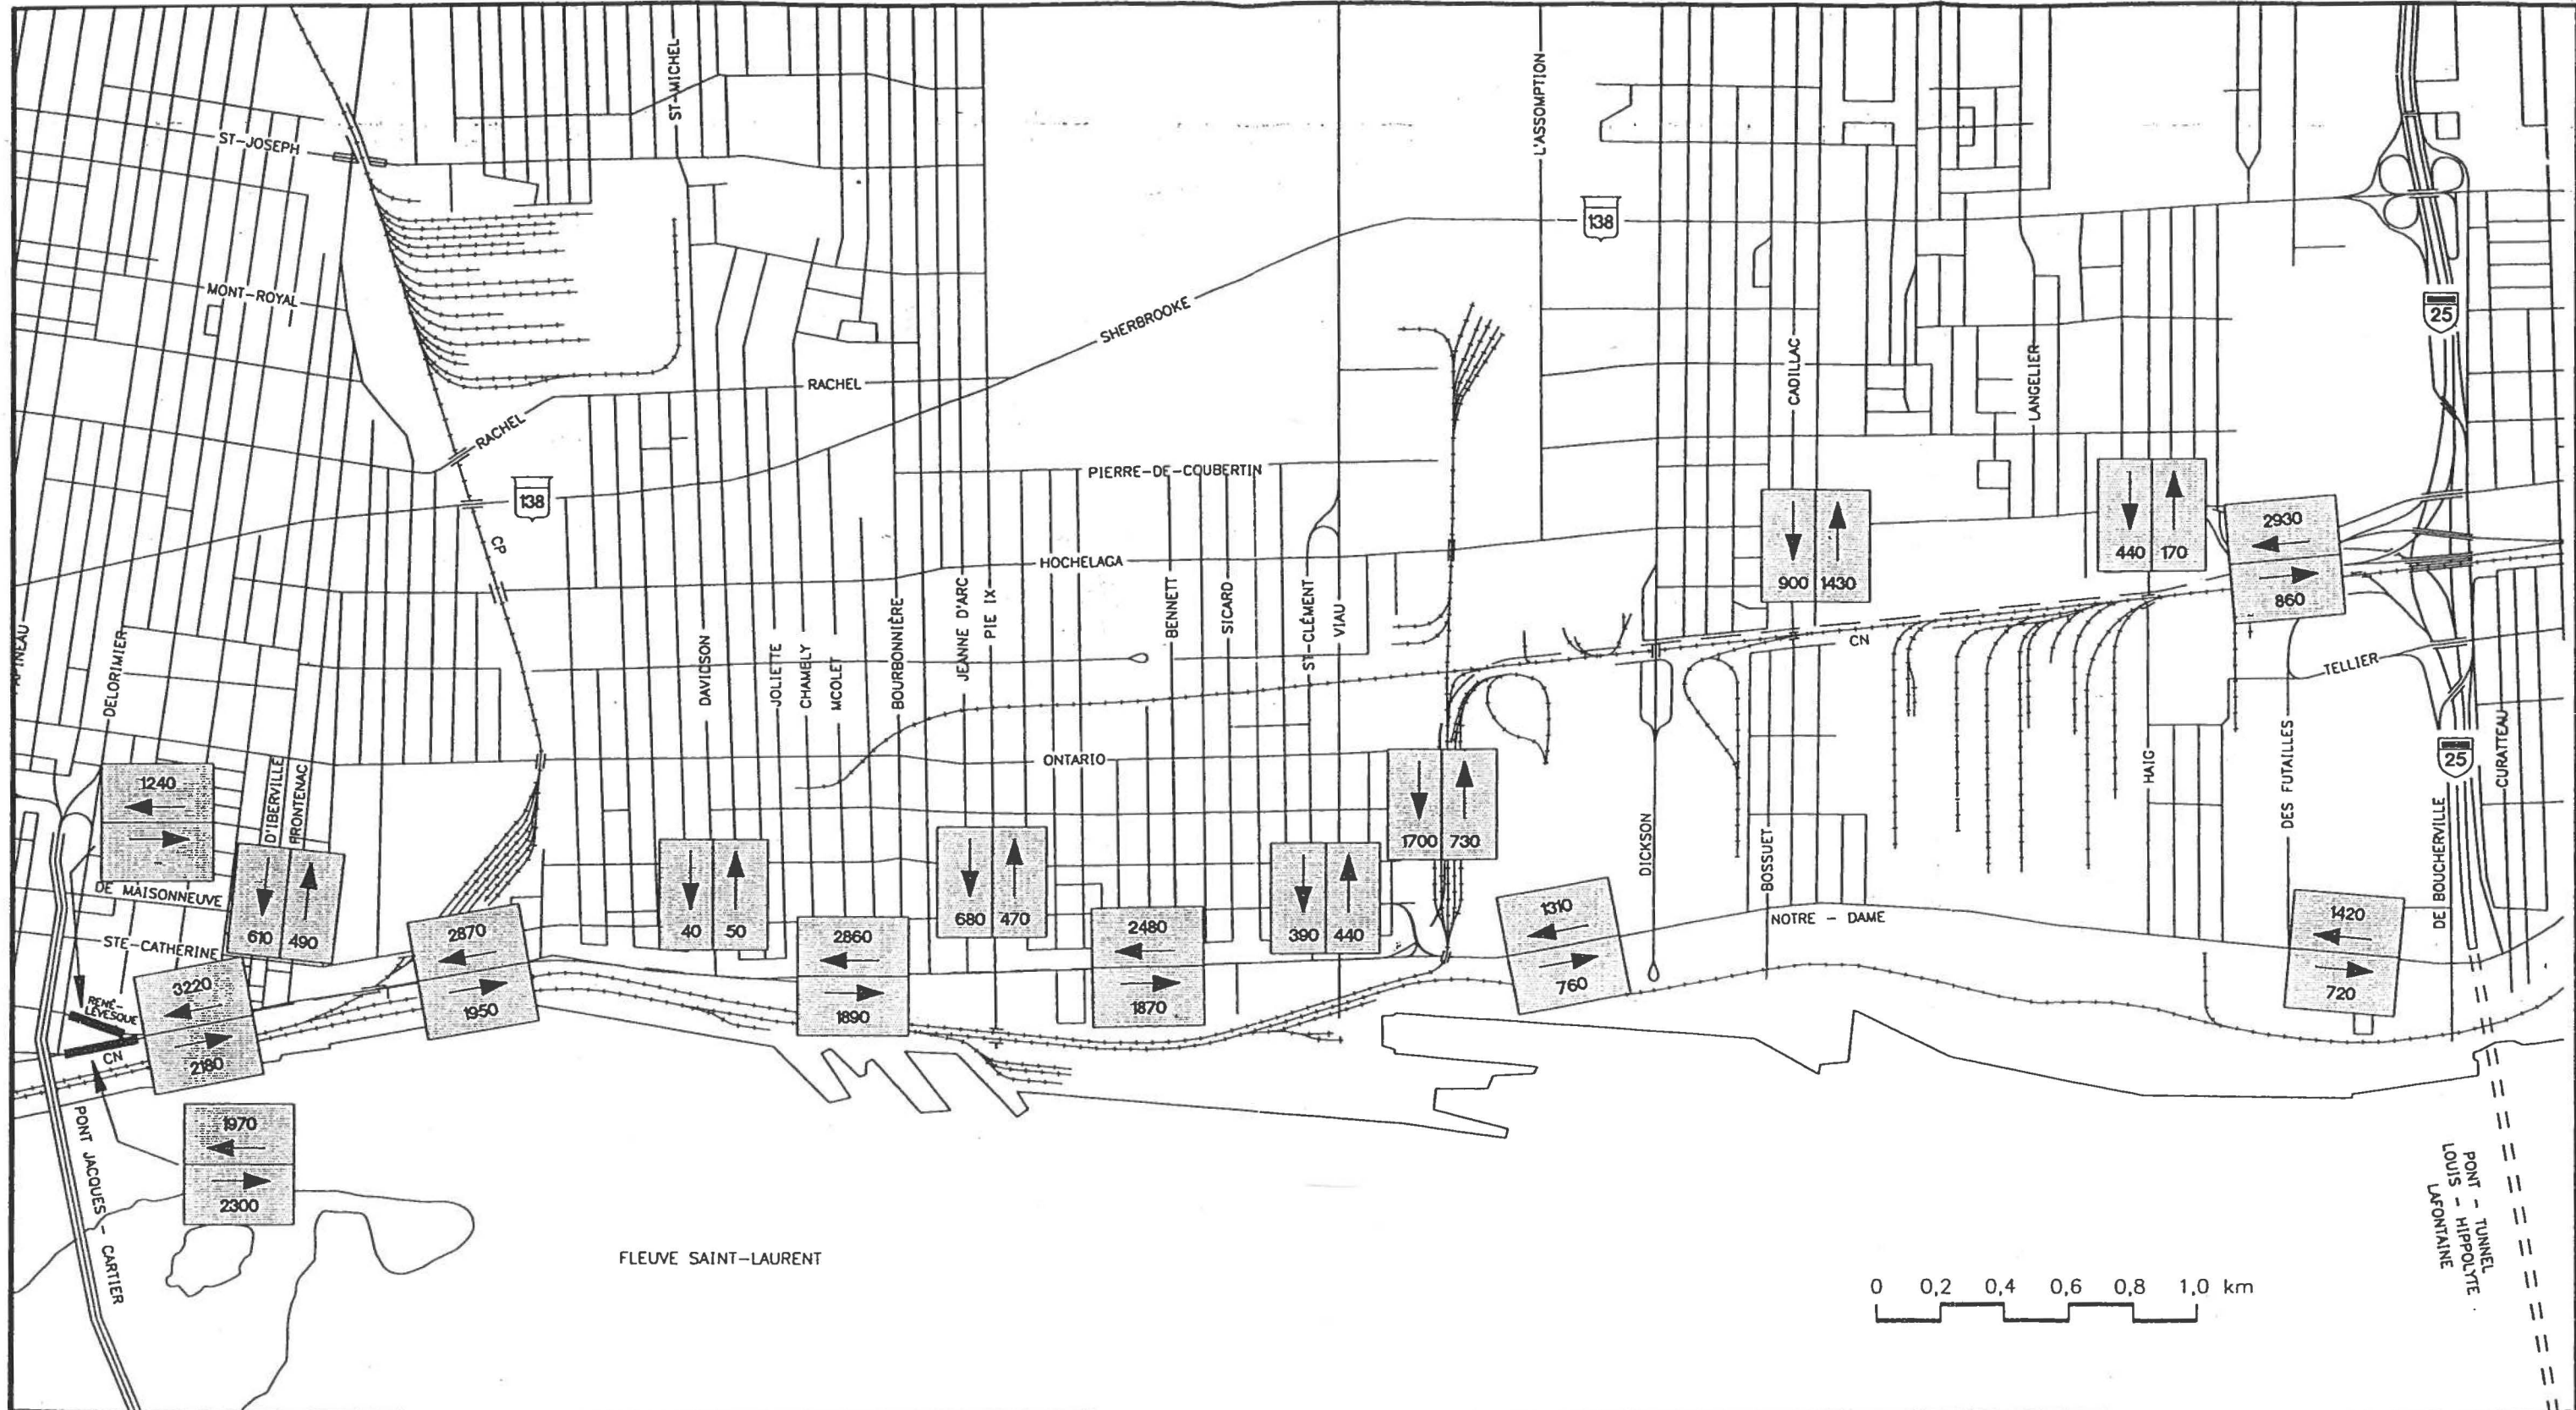 ST-MICHEL
L'ASSOMPTION
ST-JOSEPH
138
MONT-ROYAL
SHERBROOKE
25
RACHEL
CADILLAC
LANGELIER
RACHEL
PIERRE-DE-COUBERTIN
138
CP
HOCHELAGA
440 170
2930
860
900 1430
DELORIMIER
DAVIDSON
JOLIETTE
CHAMBLY
BOURBONNIÈRE
JEANNE D'ARC
PIE IX
BENNETT
SICARD
ST-CLÉMENT
VIAU
CN
TELLIER
ONTARIO
HAIG
DES FUTAILLES
25
CURATTEAU
1240
D'IBERVILLE
FRONTENAC
1700 730
DICKSON
BOSSUET
DE BOUCHERVILLE
DE MAISONNEUVE
STE-CATHERINE
610 490
2870
1950
40 50
2860
1890
680 470
2480
1870
390 440
1310
760
NOTRE - DAME
1420
720
3220
2180
RENÉ-
LÉVESQUE
CN
1970
2300
PONT JACQUES - CARTIER
FLEUVE SAINT-LAURENT
PONT - TUNNEL
LOUIS - HIPPOLYTE
LAFONTAINE
0 0,2 0,4 0,6 0,8 1,0 km